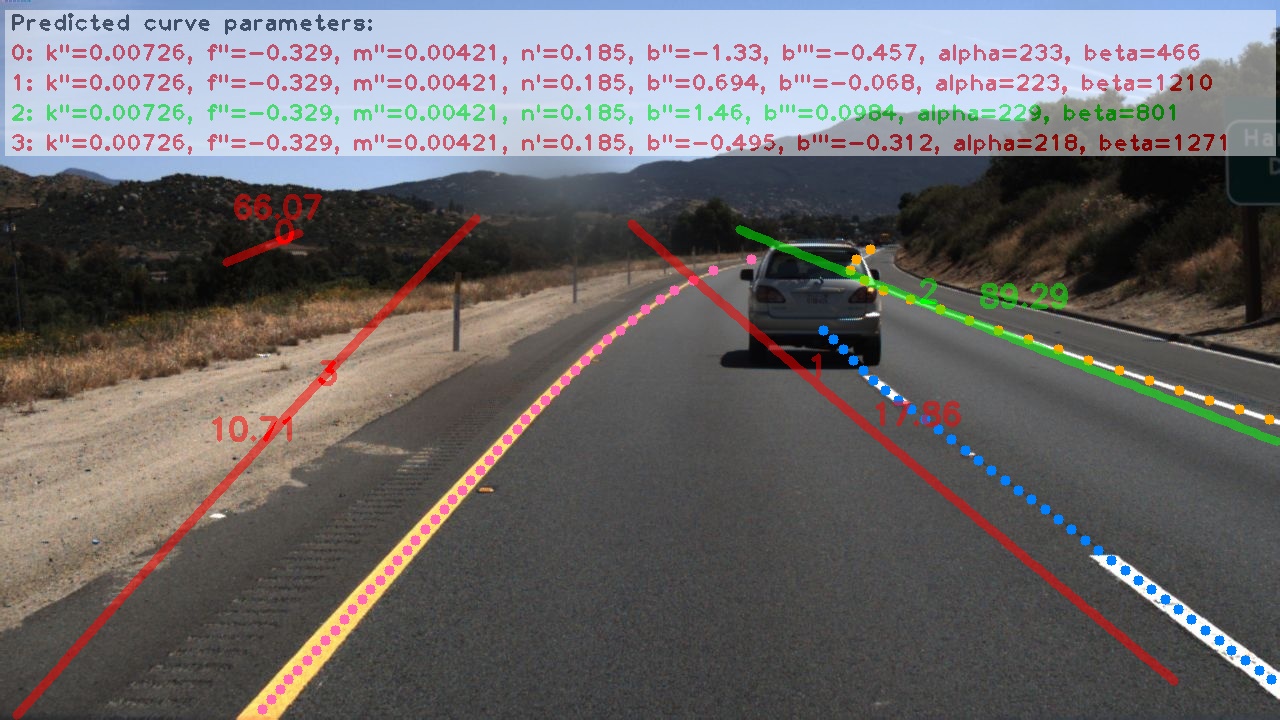 Predicted curve parameters:
0: k''=0.00726, f''=−0.329, m''=0.00421, n'=0.185, b''=−1.33, b'''=−0.457, alpha=233, beta=466
1: k''=0.00726, f''=−0.329, m''=0.00421, n'=0.185, b''=0.694, b'''=−0.068, alpha=223, beta=1210
2: k''=0.00726, f''=−0.329, m''=0.00421, n'=0.185, b''=1.46, b'''=0.0984, alpha=229, beta=801
3: k''=0.00726, f''=−0.329, m''=0.00421, n'=0.185, b''=−0.495, b'''=−0.312, alpha=218, beta=1271
Ha
D
66.07
0
2 89.29
3
1
10.71
17.86